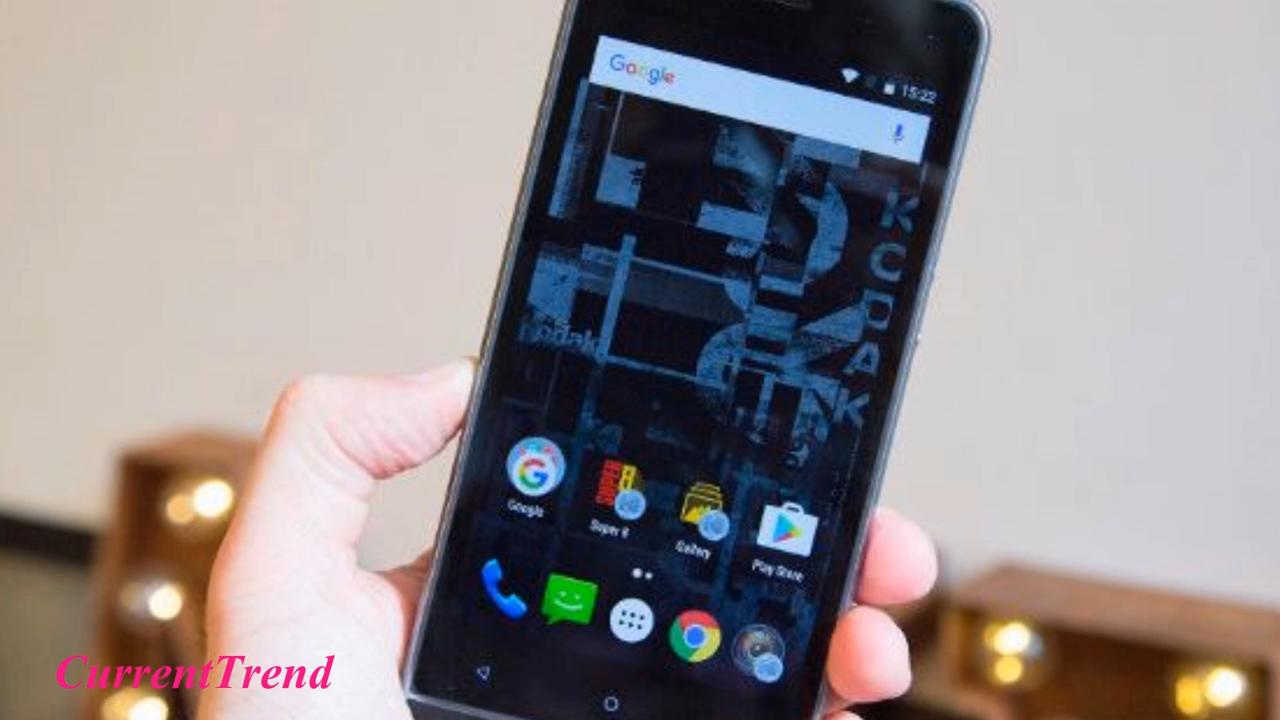 Google
15:22
K
O
D
A
K
Kodak
Google
Super 8
Gallery
Play Store
CurrentTrend